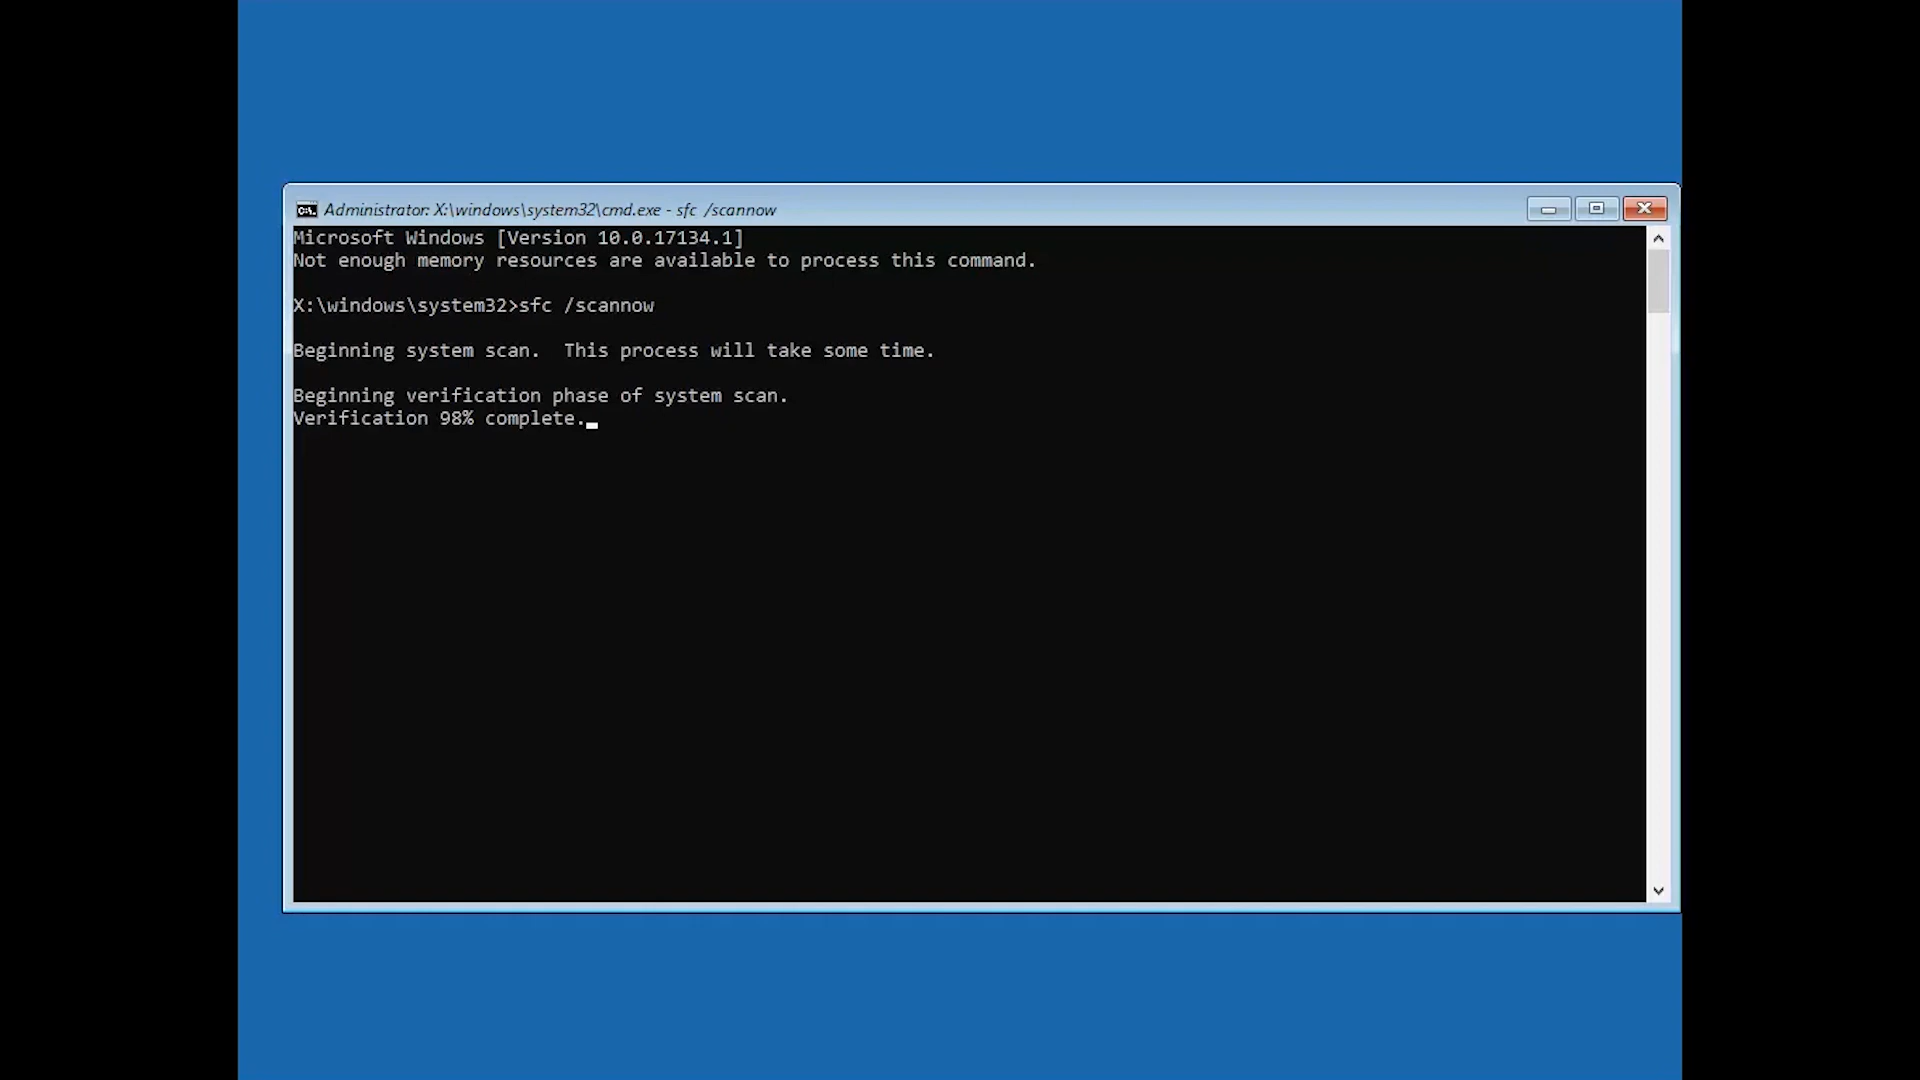 Administrator: X:\windows\system32\cmd.exe - sfc  /scannow
Microsoft Windows [Version 10.0.17134.1]
Not enough memory resources are available to process this command.
X:\windows\system32>sfc /scannow
Beginning system scan.  This process will take some time.
Beginning verification phase of system scan.
Verification 98% complete.